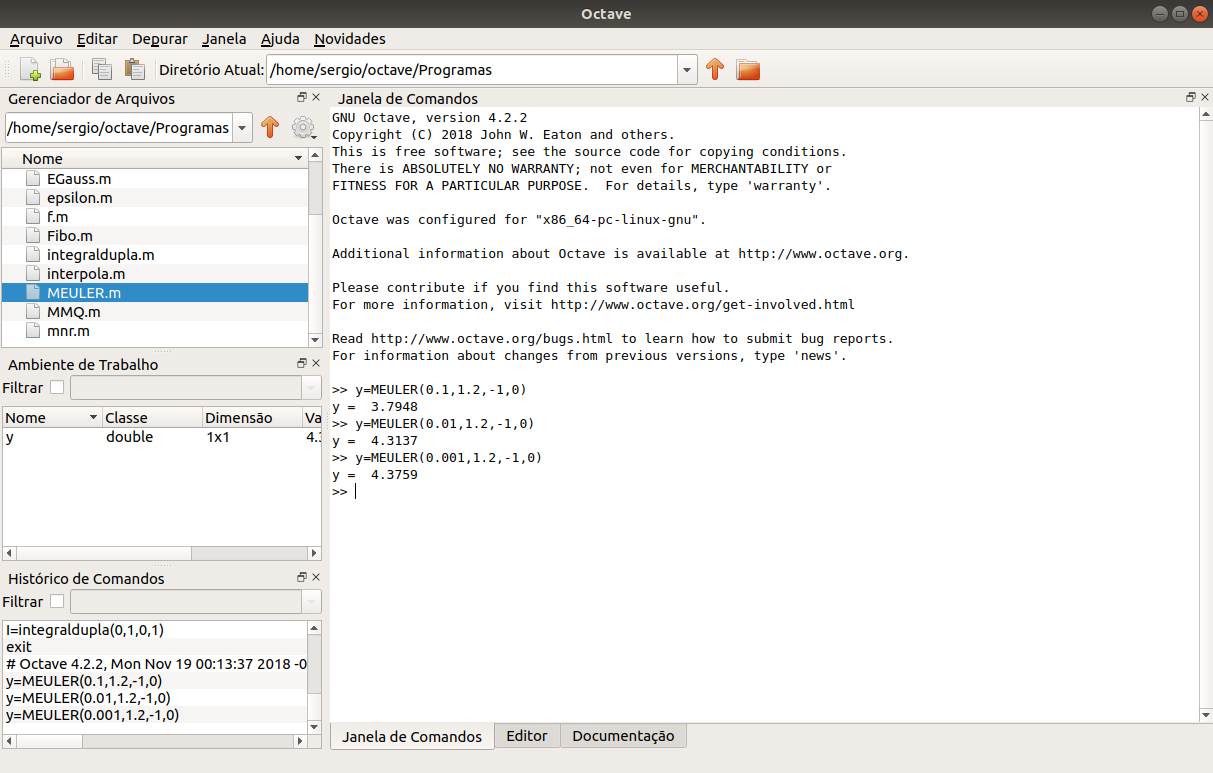 Octave
Arquivo Editar Depurar Janela Ajuda Novidades
Diretório Atual: /home/sergio/octave/Programas
Gerenciador de Arquivos
/home/sergio/octave/Programas
Nome
EGauss.m
epsilon.m
f.m
Fibo.m
integraldupla.m
interpola.m
MEULER.m
MMQ.m
mnr.m
Ambiente de Trabalho
Filtrar
Nome Classe Dimensão Va
y double 1x1 4.3
Histórico de Comandos
Filtrar
I=integraldupla(0,1,0,1)
exit
# Octave 4.2.2, Mon Nov 19 00:13:37 2018 -0
y=MEULER(0.1,1.2,-1,0)
y=MEULER(0.01,1.2,-1,0)
y=MEULER(0.001,1.2,-1,0)
Janela de Comandos
GNU Octave, version 4.2.2
Copyright (C) 2018 John W. Eaton and others.
This is free software; see the source code for copying conditions.
There is ABSOLUTELY NO WARRANTY; not even for MERCHANTABILITY or
FITNESS FOR A PARTICULAR PURPOSE.  For details, type 'warranty'.
Octave was configured for "x86_64-pc-linux-gnu".
Additional information about Octave is available at http://www.octave.org.
Please contribute if you find this software useful.
For more information, visit http://www.octave.org/get-involved.html
Read http://www.octave.org/bugs.html to learn how to submit bug reports.
For information about changes from previous versions, type 'news'.
>> y=MEULER(0.1,1.2,-1,0)
y =  3.7948
>> y=MEULER(0.01,1.2,-1,0)
y =  4.3137
>> y=MEULER(0.001,1.2,-1,0)
y =  4.3759
>>
Janela de Comandos Editor Documentação